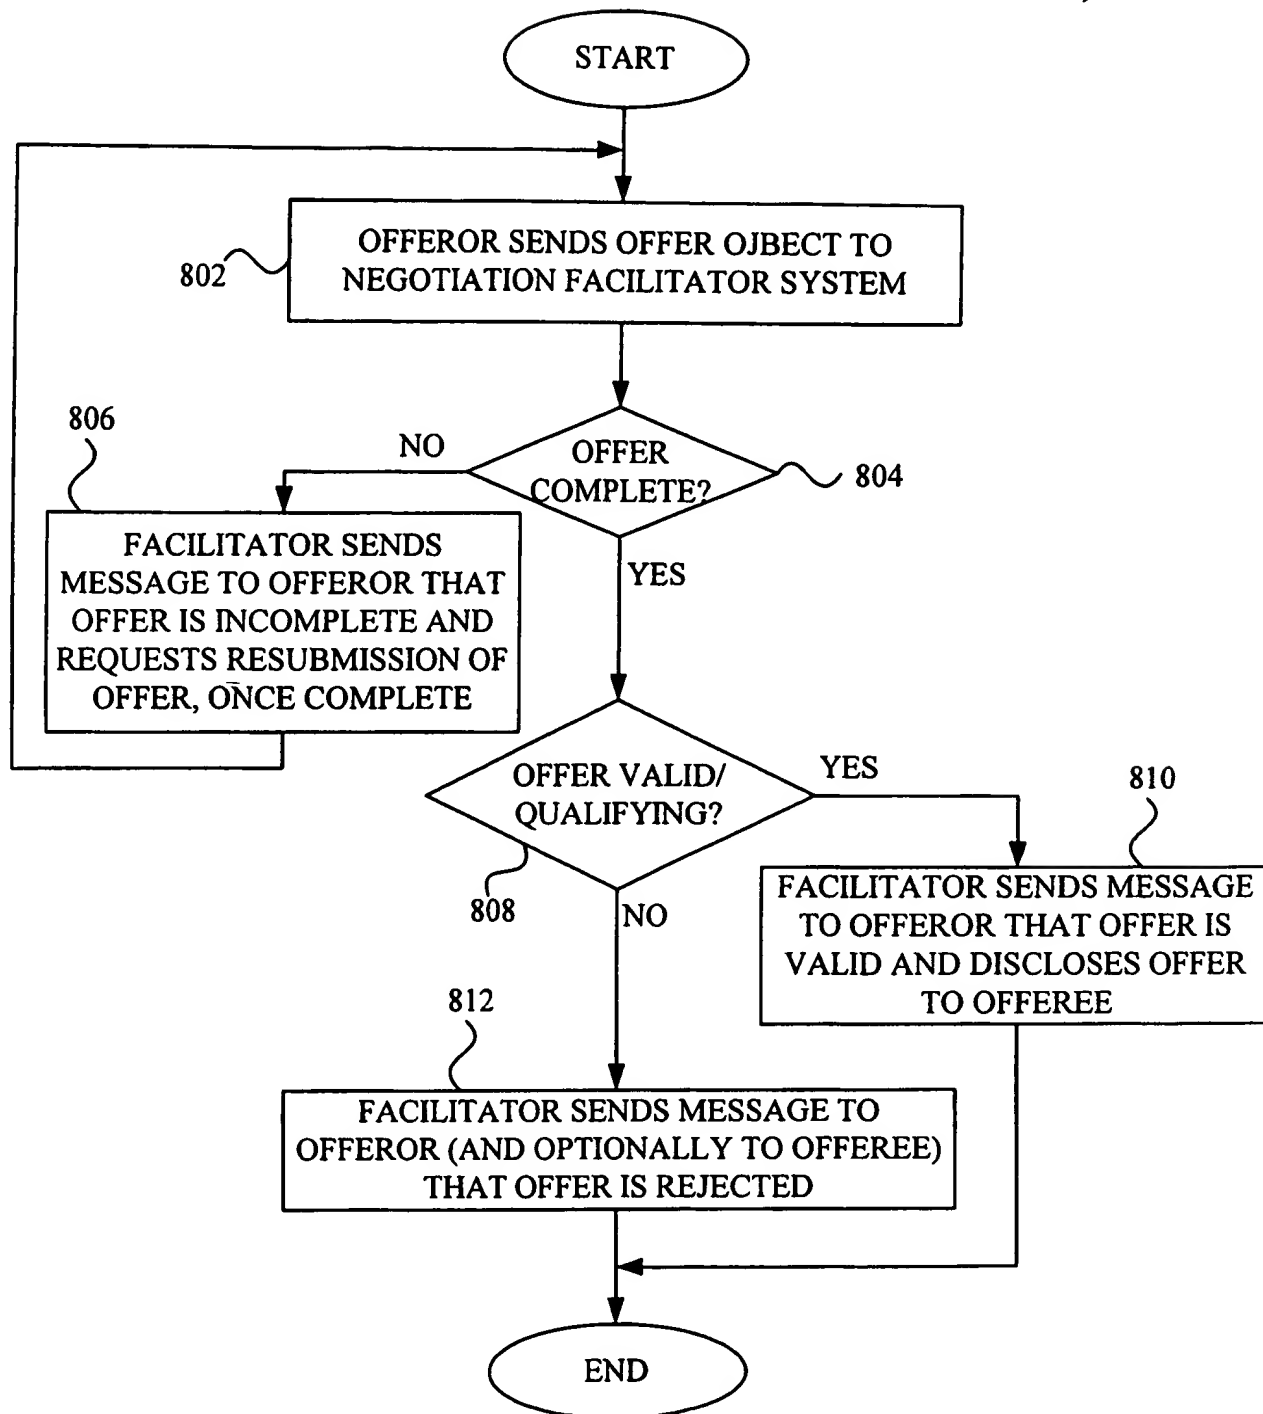 START
OFFEROR SENDS OFFER OJBECT TO
NEGOTIATION FACILITATOR SYSTEM
802
806
NO
OFFER
COMPLETE?
804
FACILITATOR SENDS
MESSAGE TO OFFEROR THAT
OFFER IS INCOMPLETE AND
REQUESTS RESUBMISSION OF
OFFER, ONCE COMPLETE
YES
OFFER VALID/
QUALIFYING?
YES
810
808
NO
FACILITATOR SENDS MESSAGE
TO OFFEROR THAT OFFER IS
VALID AND DISCLOSES OFFER
TO OFFEREE
812
FACILITATOR SENDS MESSAGE TO
OFFEROR (AND OPTIONALLY TO OFFEREE)
THAT OFFER IS REJECTED
END